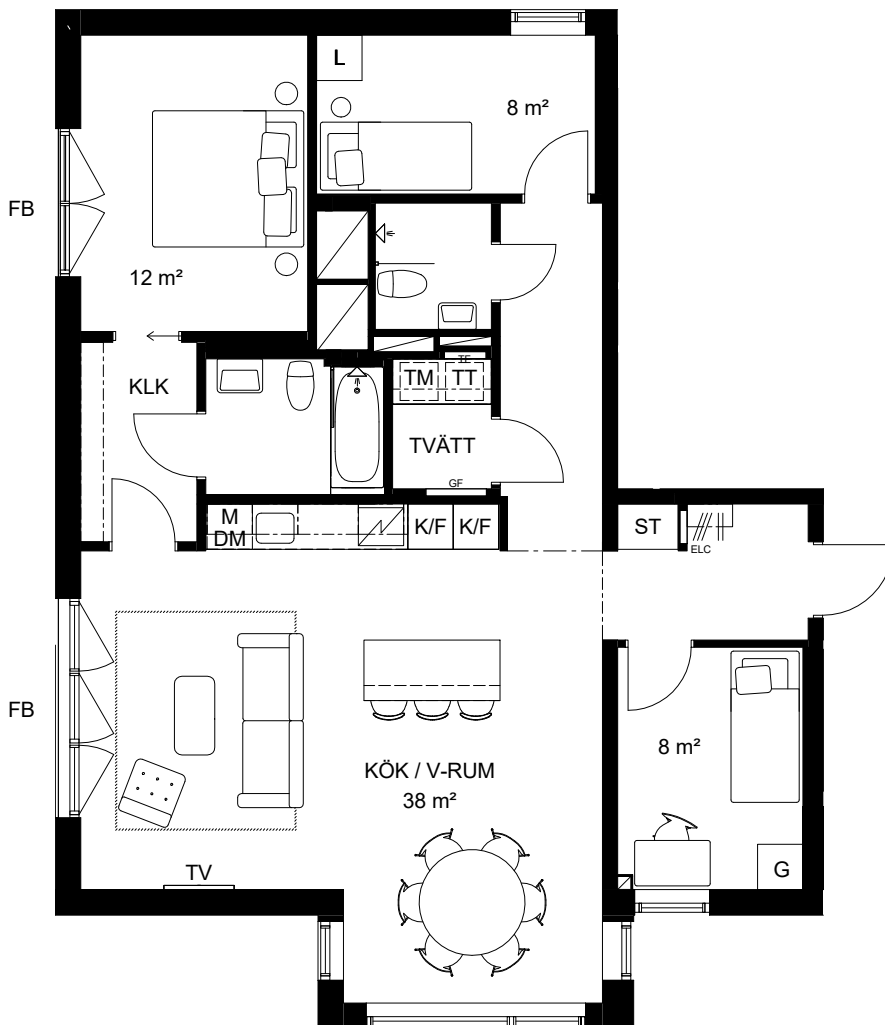 L
8 m²
FB
12 m²
KLK
TF
TM
TT
TVÄTT
GF
M
DM
K/F
K/F
ST
ELC
FB
8 m²
KÖK / V-RUM
38 m²
TV
G